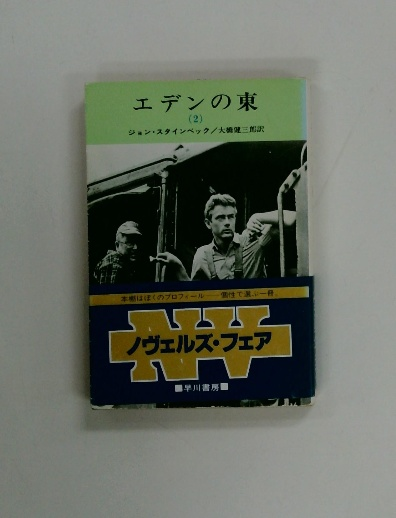 エデンの東
(2)
ジョン・スタインベック/大橋健三郎訳
本棚はぼくのプロフィール……個性で選ぶ一冊。
NV
ノヴェルズ・フェア
■早川書房■